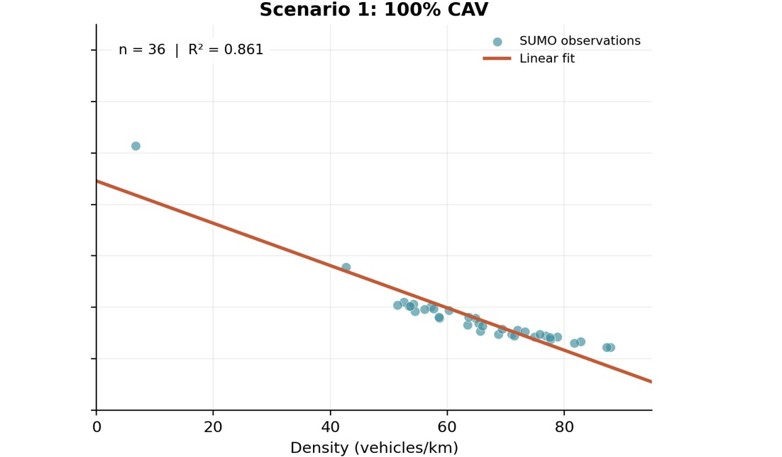 Scenario 1: 100% CAV
n = 36 | R² = 0.861
SUMO observations
Linear fit
0 20 40 60 80
Density (vehicles/km)